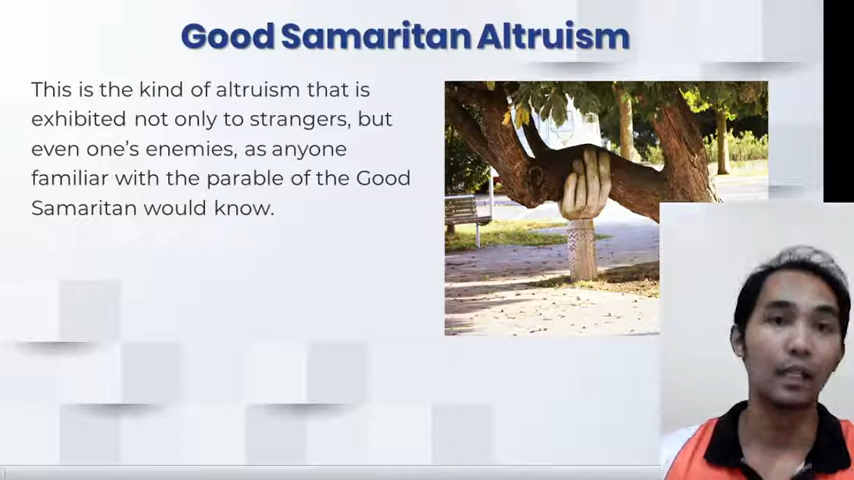 Good Samaritan Altruism
This is the kind of altruism that is
exhibited not only to strangers, but
even one’s enemies, as anyone
familiar with the parable of the Good
Samaritan would know.